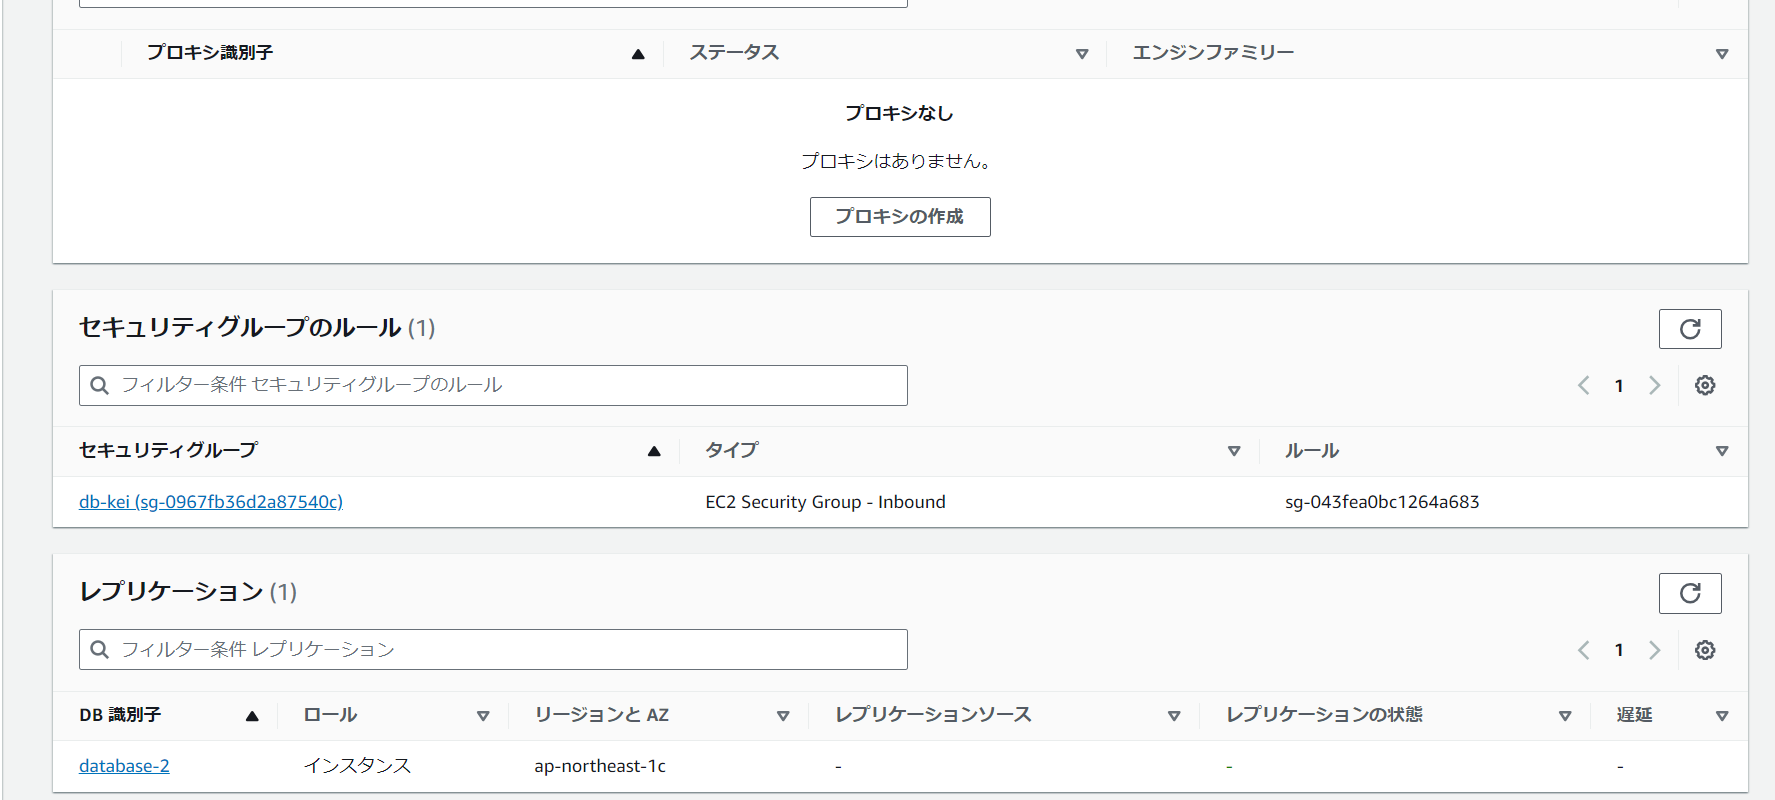 プロキシ識別子 ステータス エンジンファミリー
プロキシなし
プロキシはありません。
プロキシの作成
セキュリティグループのルール (1)
フィルター条件 セキュリティグループのルール
1
セキュリティグループ タイプ ルール
db-kei (sg-0967fb36d2a87540c) EC2 Security Group - Inbound sg-043fea0bc1264a683
レプリケーション (1)
フィルター条件 レプリケーション
1
DB 識別子 ロール リージョンと AZ レプリケーションソース レプリケーションの状態 遅延
database-2 インスタンス ap-northeast-1c - - -